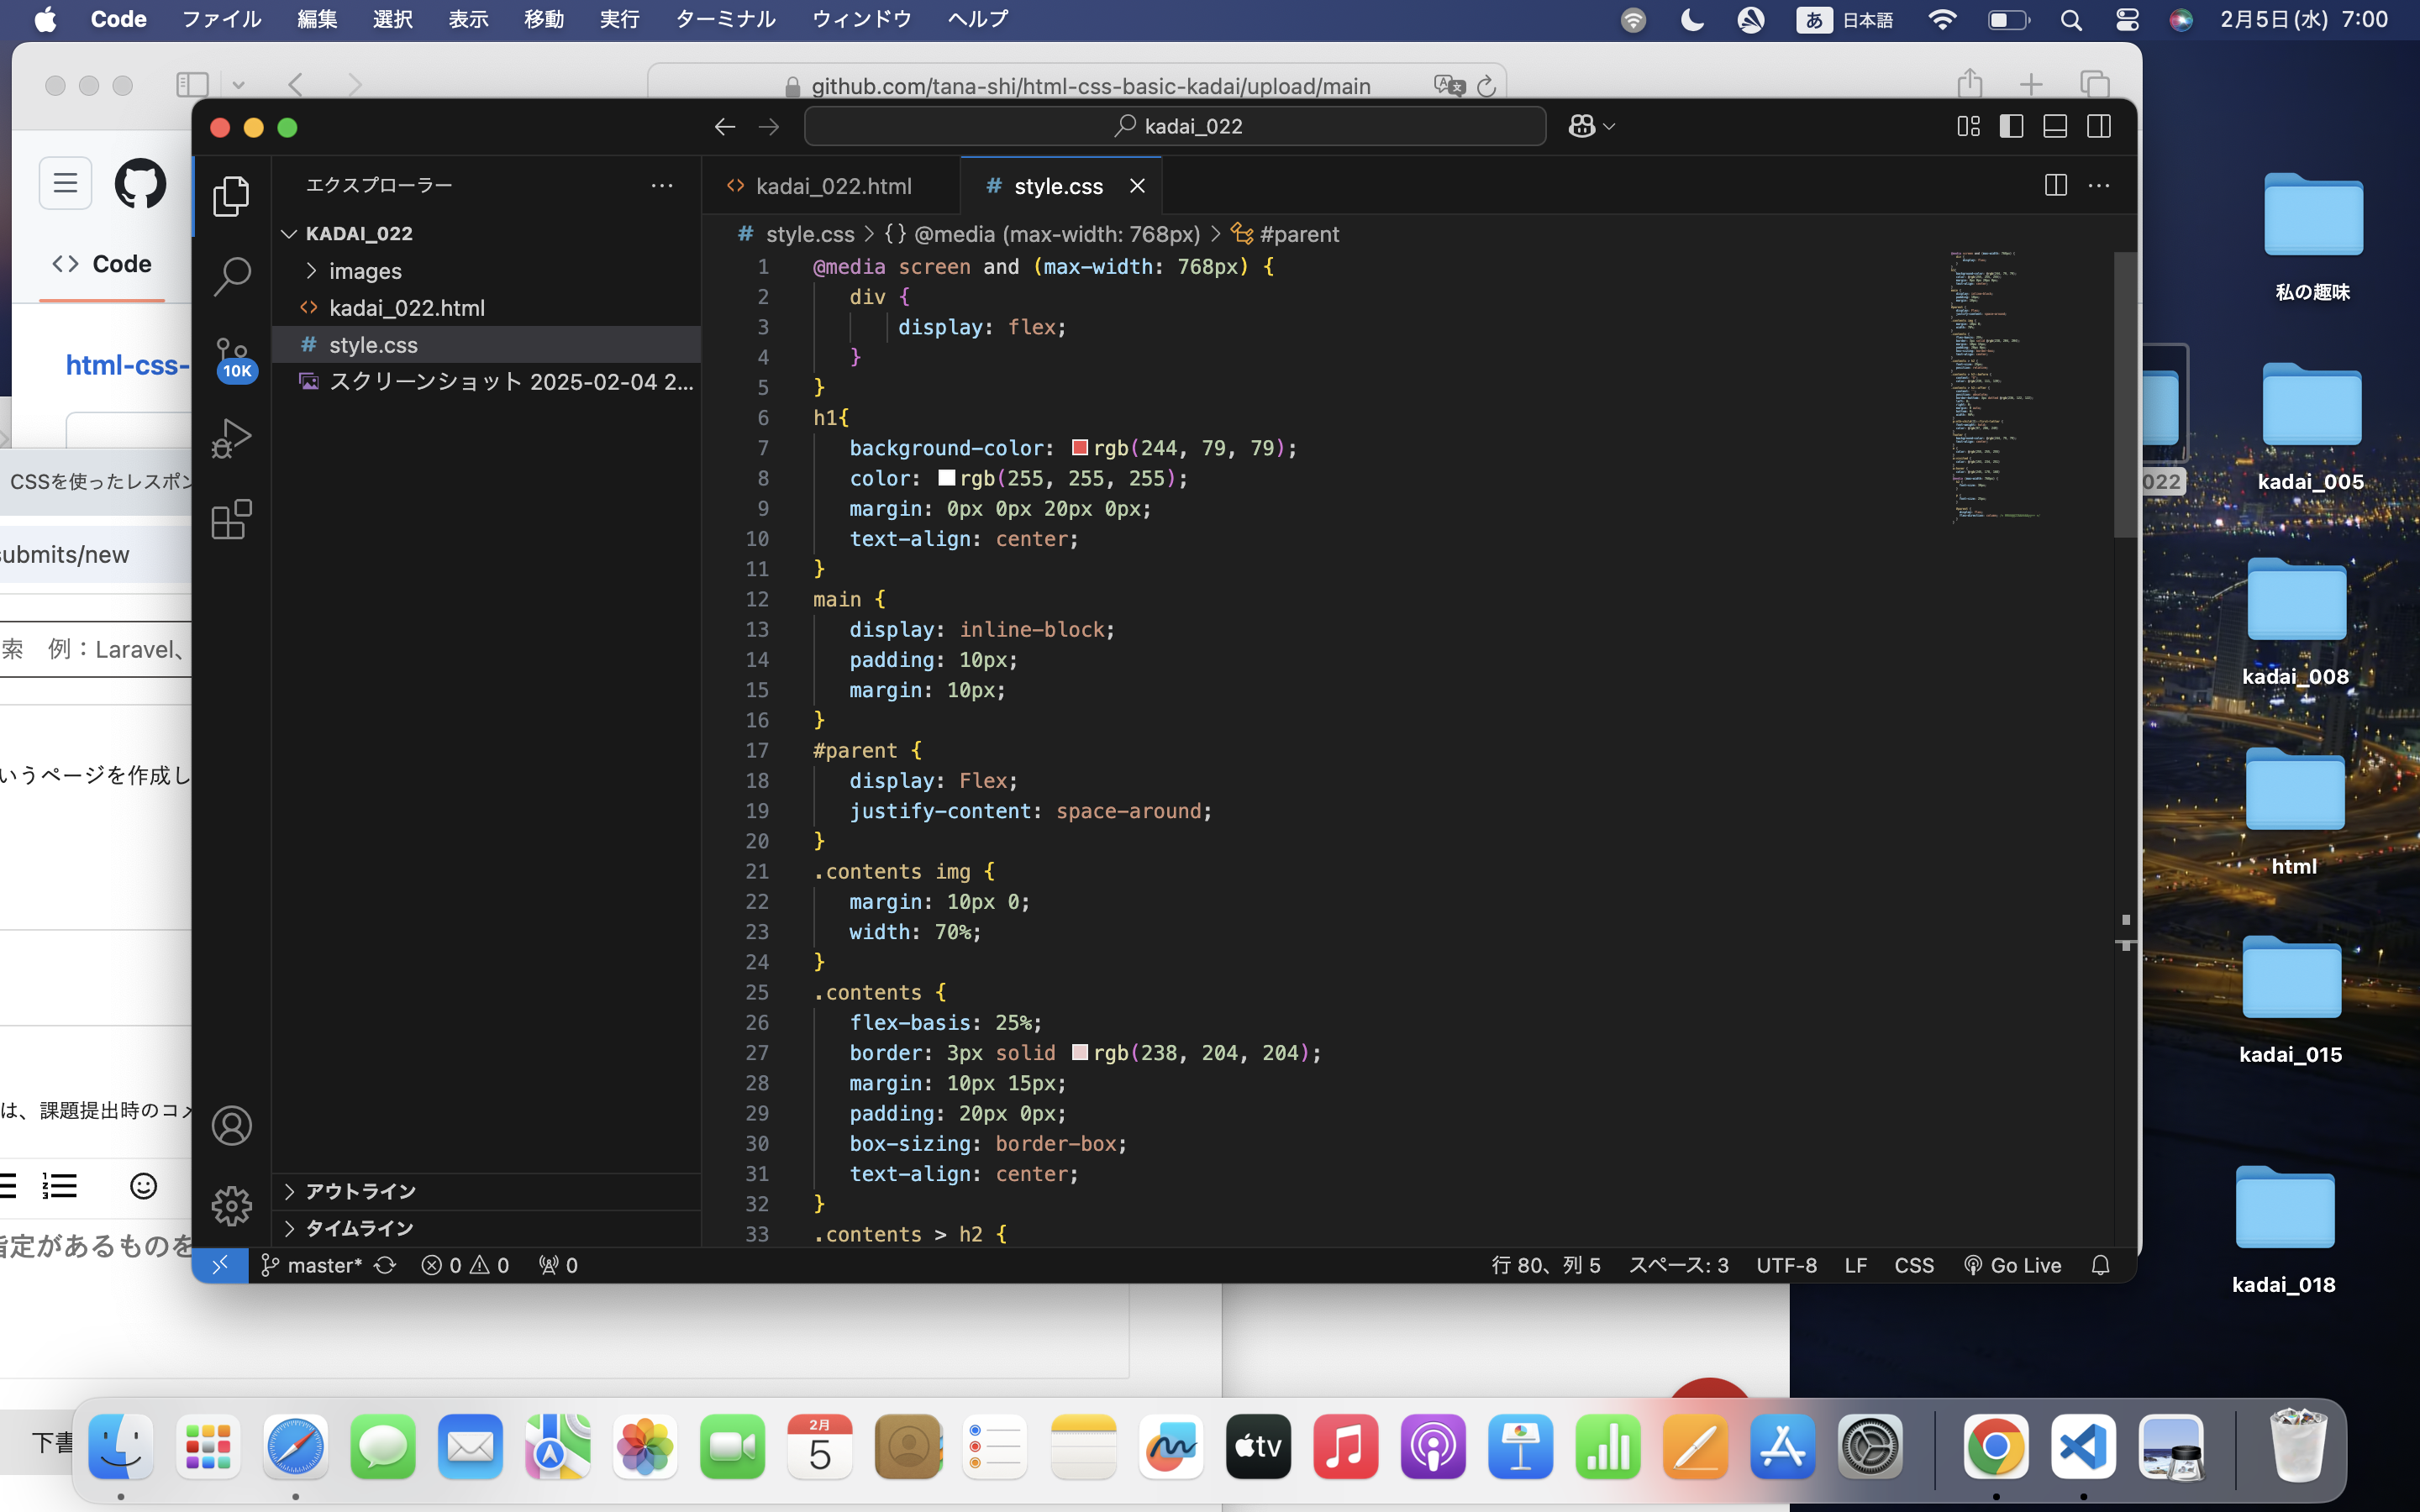 Code ファイル 編集 選択 表示 移動 実行 ターミナル ウィンドウ ヘルプ あ 日本語 2月5日(水) 7:00
github.com/tana-shi/html-css-basic-kadai/upload/main
kadai_022
Code
html-css-
CSSを使ったレスポン
submits/new
索 例：Laravel、
いうページを作成し
は、課題提出時のコメ
指定があるものを
下書
エクスプローラー
KADAI_022
images
kadai_022.html
style.css
スクリーンショット 2025-02-04 2...
10K
アウトライン
タイムライン
kadai_022.html
style.css
style.css > {} @media (max-width: 768px) > #parent
1 @media screen and (max-width: 768px) {
2 div {
3 display: flex;
4 }
5 }
6 h1{
7 background-color: rgb(244, 79, 79);
8 color: rgb(255, 255, 255);
9 margin: 0px 0px 20px 0px;
10 text-align: center;
11 }
12 main {
13 display: inline-block;
14 padding: 10px;
15 margin: 10px;
16 }
17 #parent {
18 display: Flex;
19 justify-content: space-around;
20 }
21 .contents img {
22 margin: 10px 0;
23 width: 70%;
24 }
25 .contents {
26 flex-basis: 25%;
27 border: 3px solid rgb(238, 204, 204);
28 margin: 10px 15px;
29 padding: 20px 0px;
30 box-sizing: border-box;
31 text-align: center;
32 }
33 .contents > h2 {
master* 0 0 0 行 80、列 5 スペース: 3 UTF-8 LF CSS Go Live
私の趣味
022
kadai_005
kadai_008
html
kadai_015
kadai_018
2月
5
tv